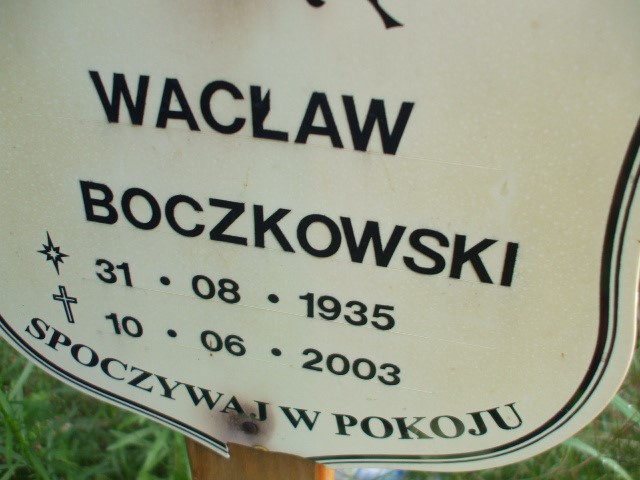 WACŁAW
BOCZKOWSKI
31 • 08 • 1935
10 • 06 • 2003
SPOCZYWAJ W POKOJU